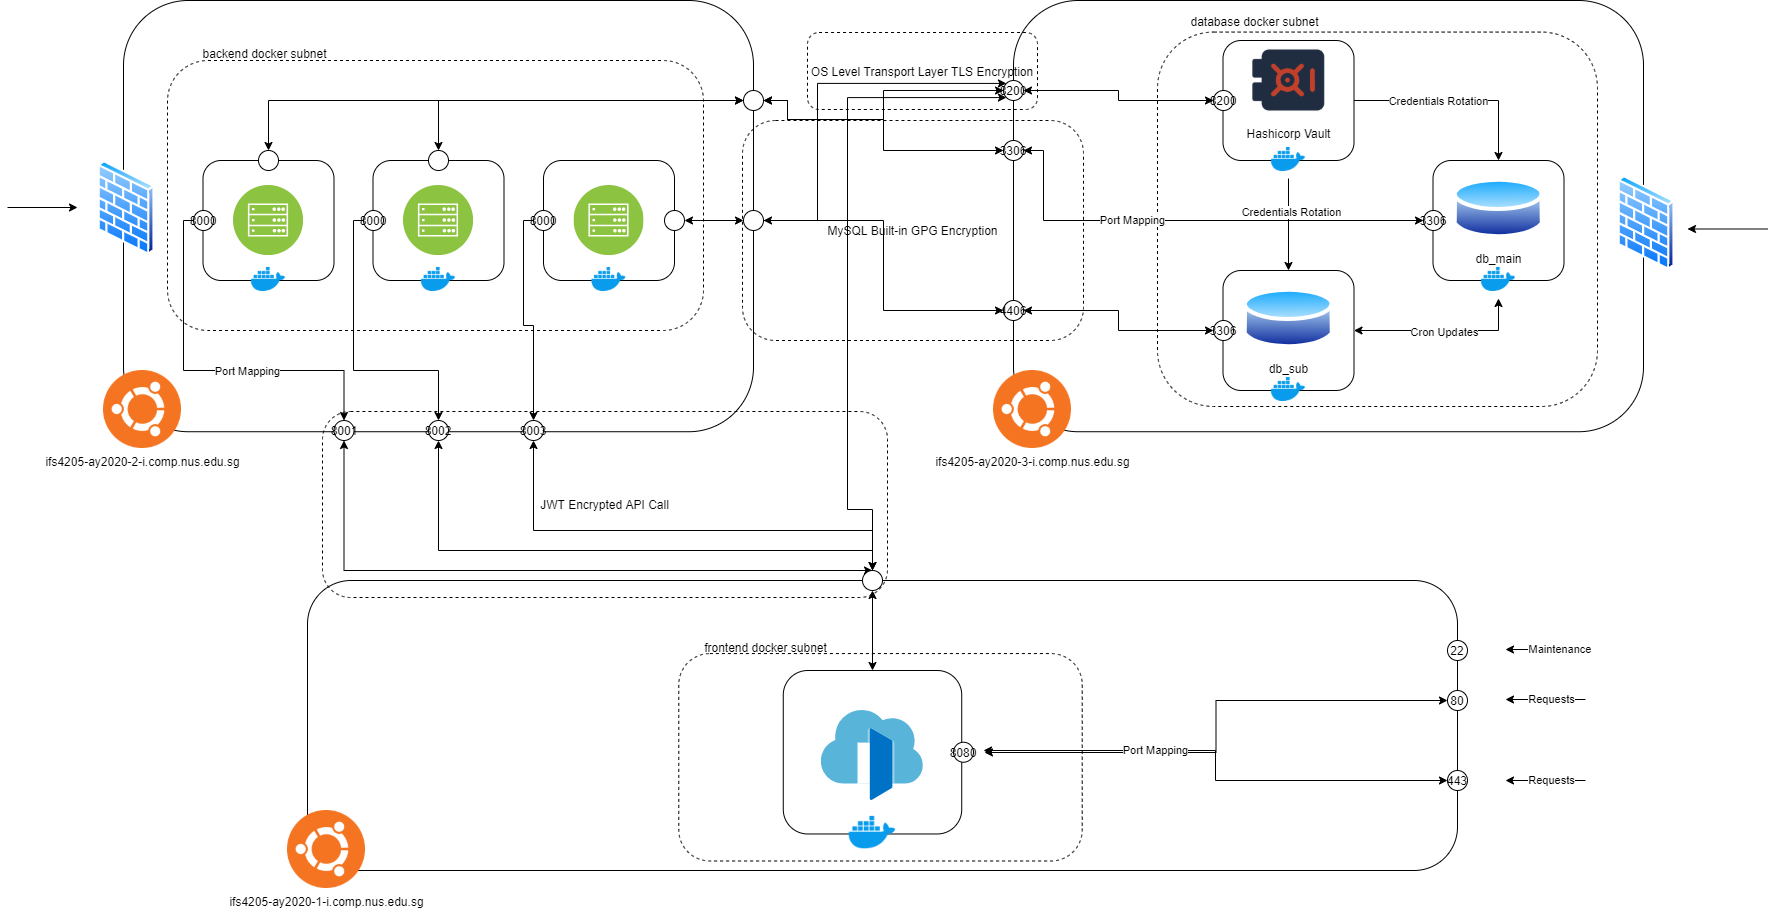 database docker subnet
backend docker subnet
OS Level Transport Layer TLS Encryption
8200
8200
Credentials Rotation
Hashicorp Vault
3306
8000
8000
8000
MySQL Built-in GPG Encryption
Port Mapping
Credentials Rotation
3306
db_main
4406
3306
Cron Updates
db_sub
Port Mapping
8001
8002
8003
ifs4205-ay2020-2-i.comp.nus.edu.sg
ifs4205-ay2020-3-i.comp.nus.edu.sg
JWT Encrypted API Call
frontend docker subnet
22
Maintenance
80
Requests
8080
Port Mapping
443
Requests
ifs4205-ay2020-1-i.comp.nus.edu.sg